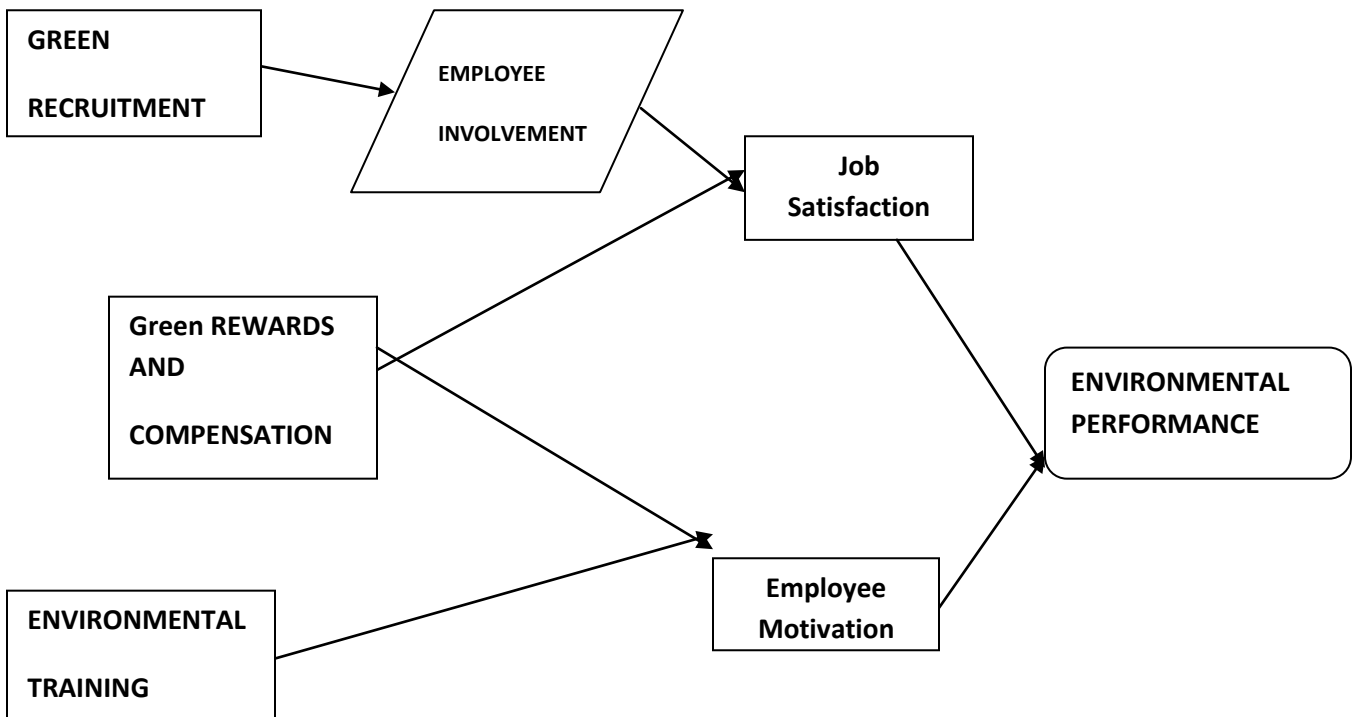 GREEN
RECRUITMENT
EMPLOYEE
INVOLVEMENT
Job
Satisfaction
Green REWARDS
AND
COMPENSATION
ENVIRONMENTAL
PERFORMANCE
Employee
Motivation
ENVIRONMENTAL
TRAINING